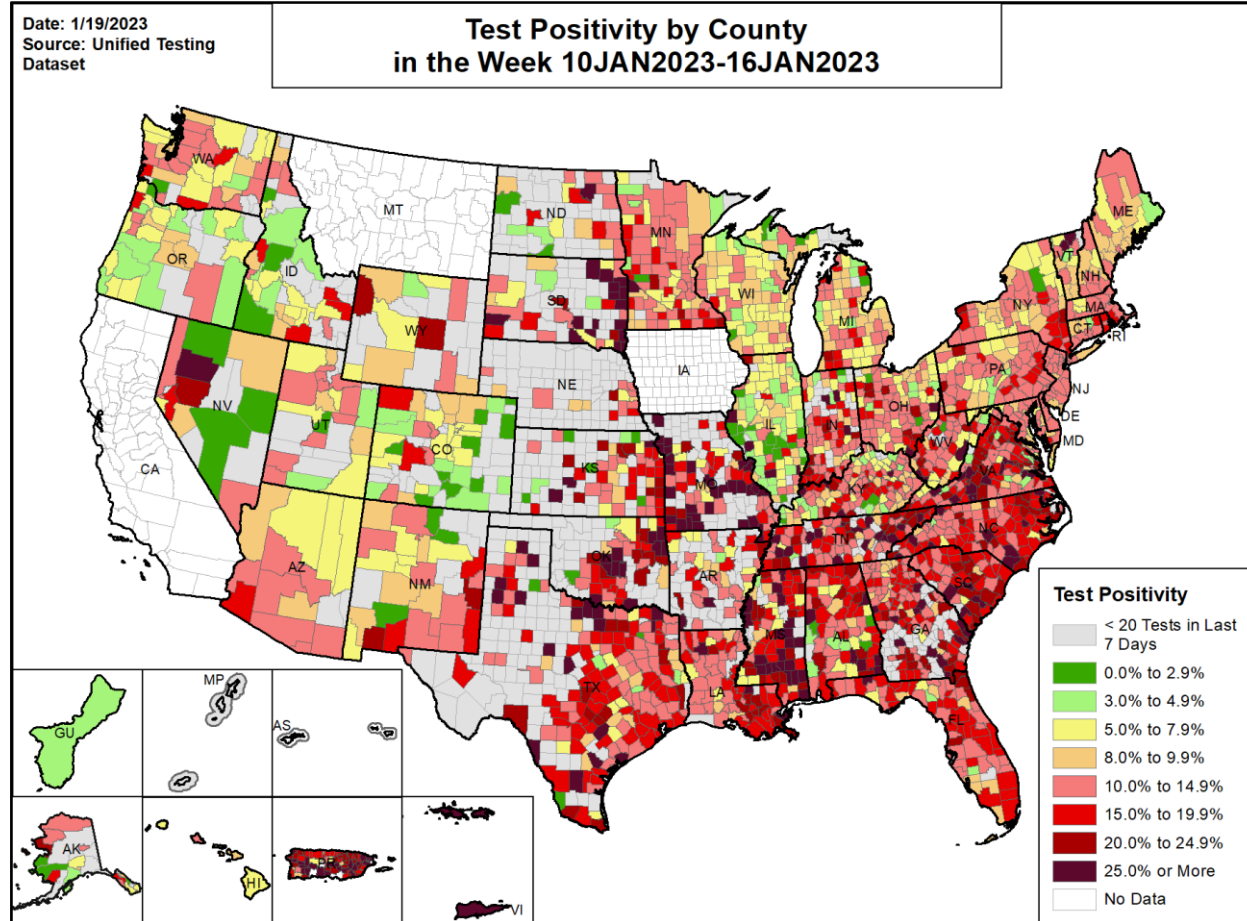 Date: 1/19/2023
Source: Unified Testing
Dataset
Test Positivity by County
in the Week 10JAN2023-16JAN2023
WA
MT
ND
MN
ME
OR
ID
SD
WI
VT
NH
NY
MA
CT
RI
WY
MI
IA
NE
PA
NJ
NV
UT
CO
IL
IN
OH
DE
MD
WV
VA
CA
KS
MO
KY
NC
TN
AZ
NM
OK
AR
SC
MS
AL
GA
TX
LA
FL
GU
MP
AS
AK
HI
PR
VI
Test Positivity
< 20 Tests in Last
7 Days
0.0% to 2.9%
3.0% to 4.9%
5.0% to 7.9%
8.0% to 9.9%
10.0% to 14.9%
15.0% to 19.9%
20.0% to 24.9%
25.0% or More
No Data